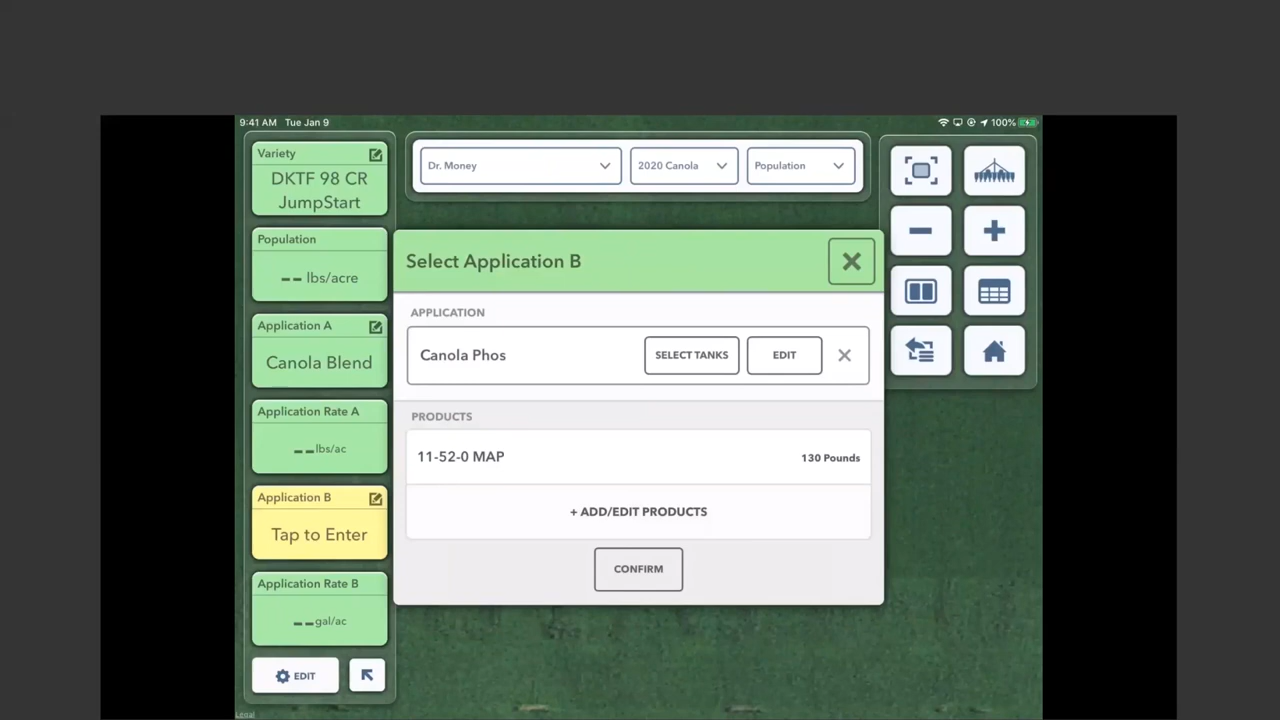 9:41 AM Tue Jan 9
100%
Variety
DKTF 98 CR
JumpStart
Population
-- lbs/acre
Application A
Canola Blend
Application Rate A
--lbs/ac
Application B
Tap to Enter
Application Rate B
--gal/ac
EDIT
Legal
Dr. Money
2020 Canola
Population
Select Application B
APPLICATION
Canola Phos
SELECT TANKS
EDIT
PRODUCTS
11-52-0 MAP
130 Pounds
+ ADD/EDIT PRODUCTS
CONFIRM